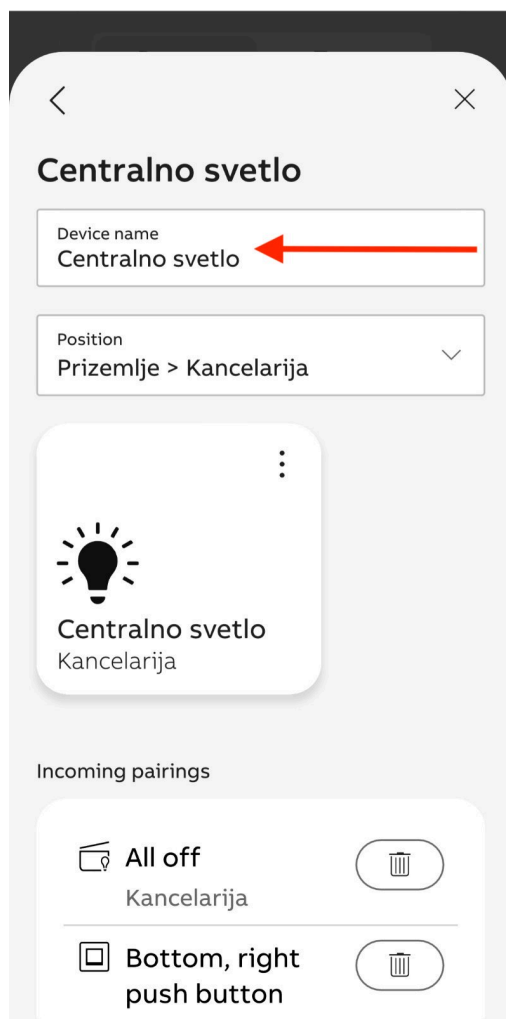 Centralno svetlo
Device name
Centralno svetlo
Position
Prizemlje > Kancelarija
Centralno svetlo
Kancelarija
Incoming pairings
All off
Kancelarija
Bottom, right
push button